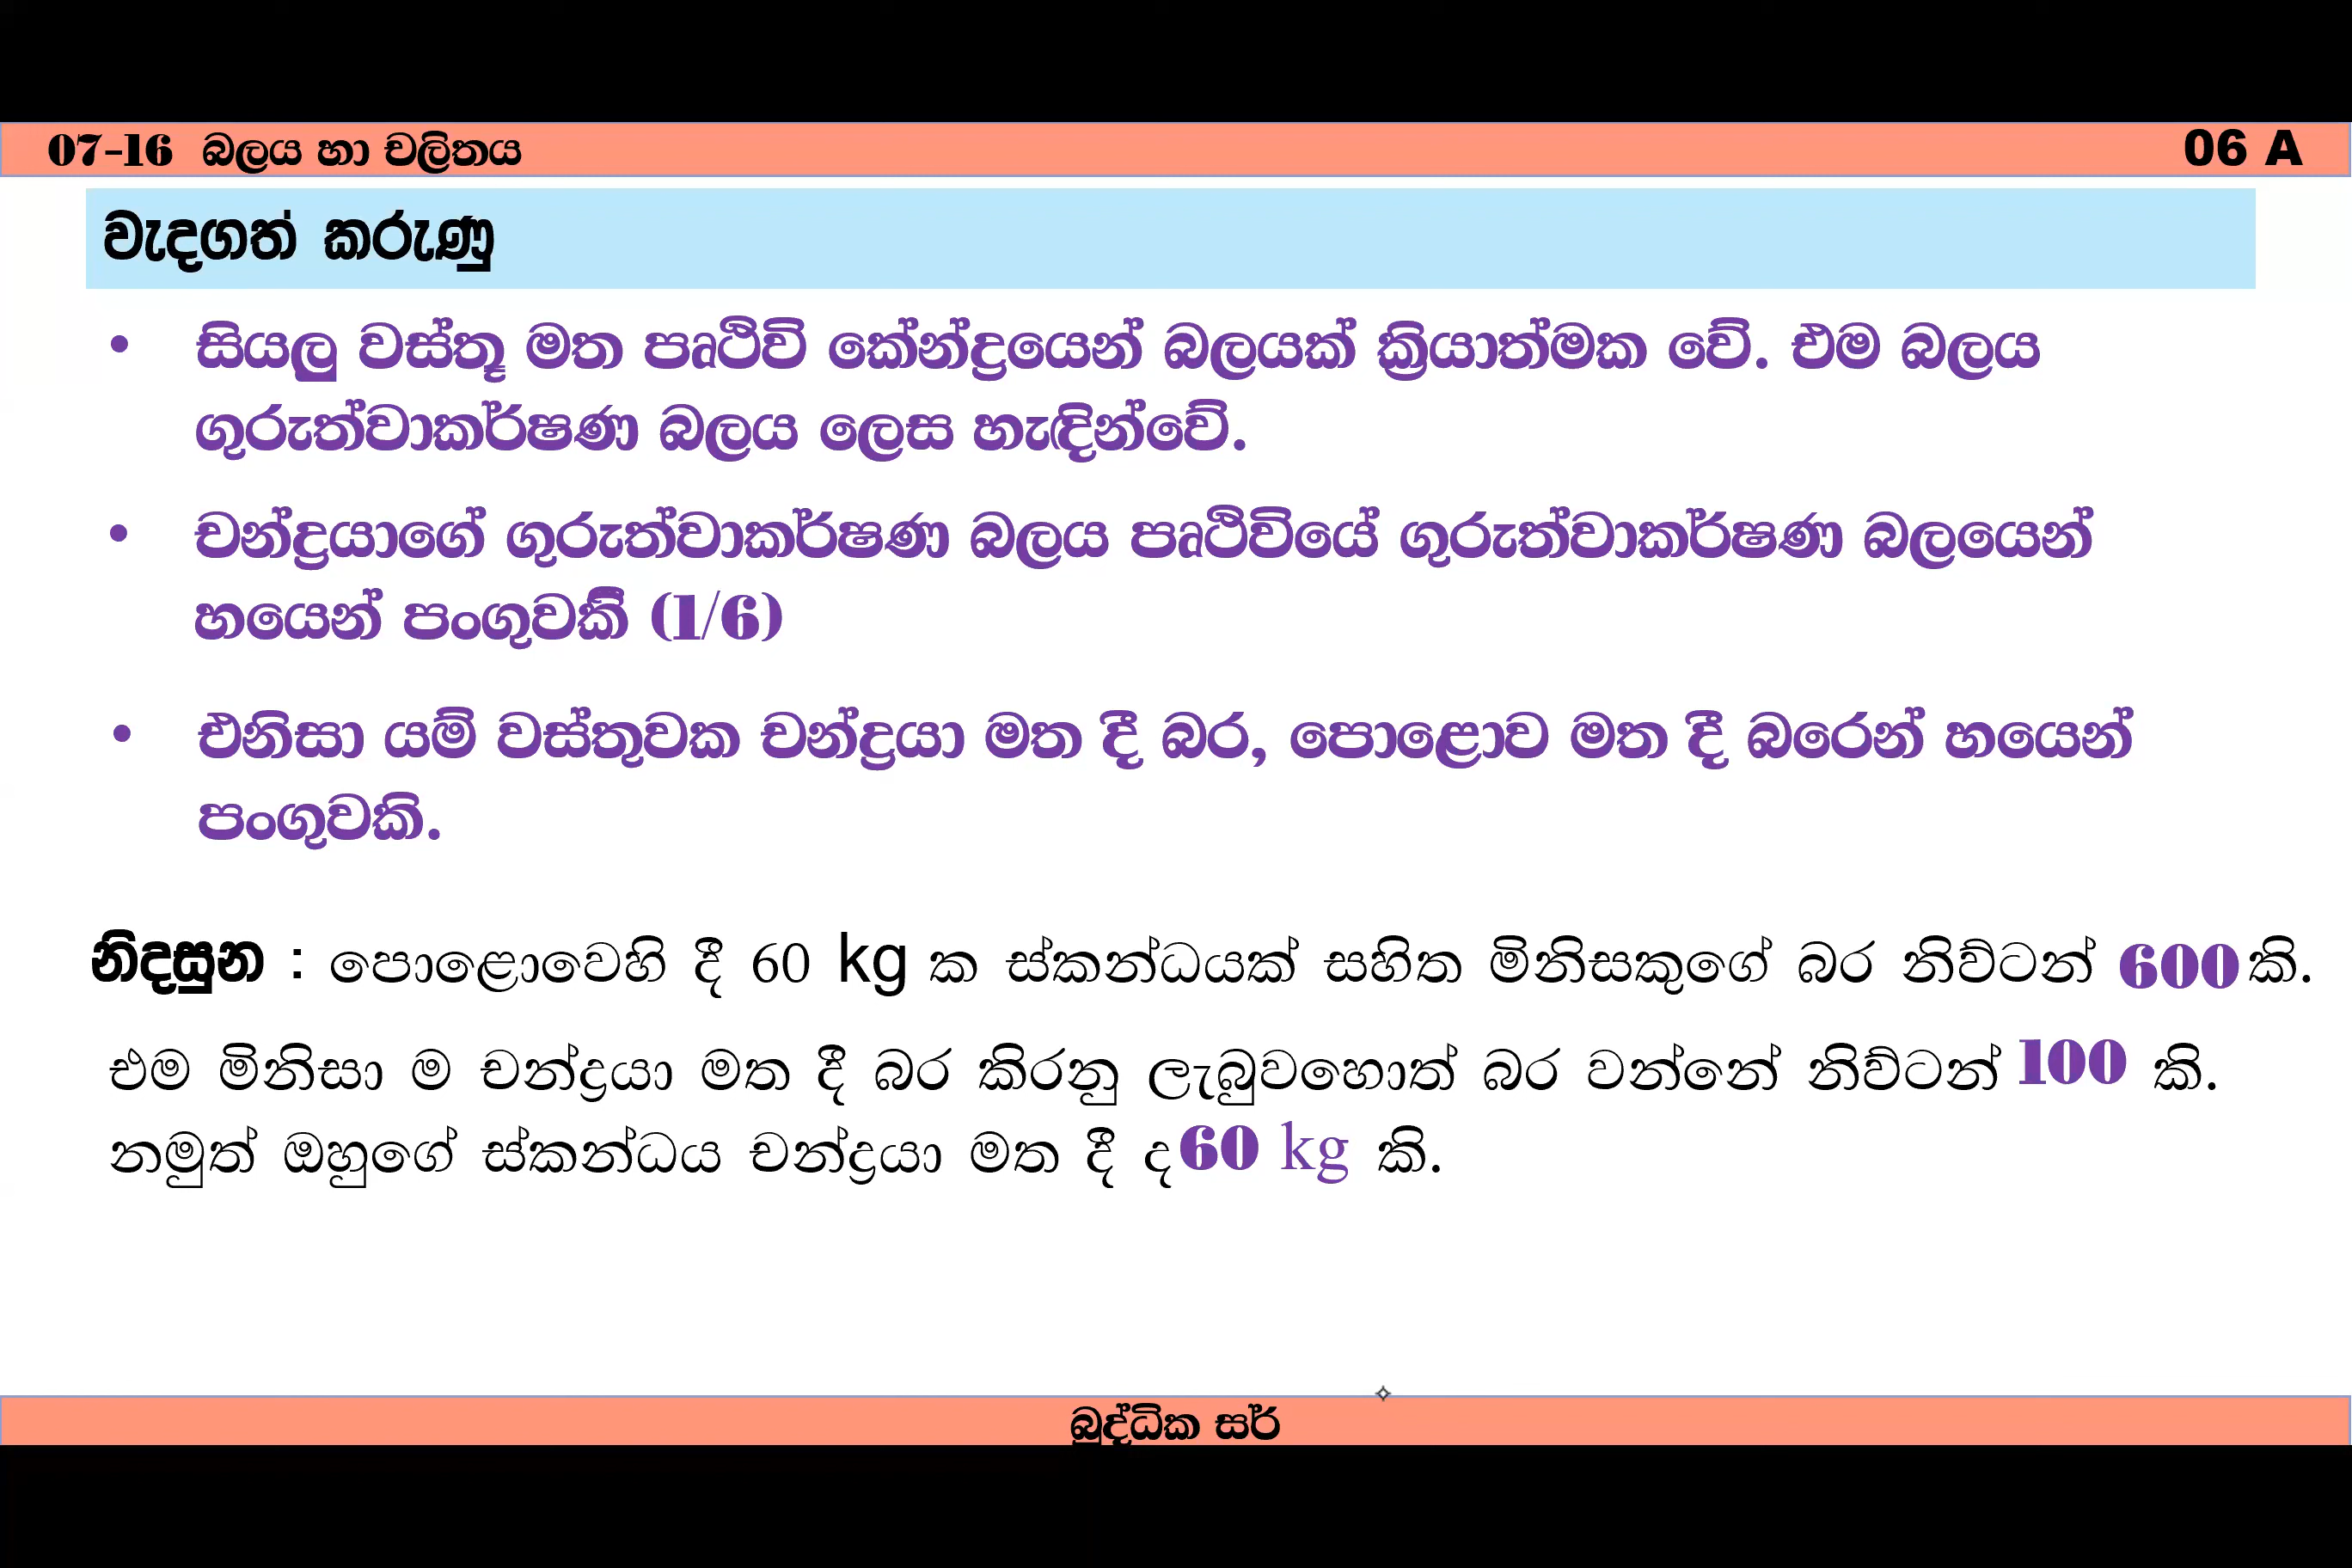 07-16 බලය හා චලිතය
06 A
වැදගත් කරුණු
• සියලු වස්තූ මත පෘථිවි කේන්ද්‍රයෙන් බලයක් ක්‍රියාත්මක වේ. එම බලය
ගුරුත්වාකර්ෂණ බලය ලෙස හැඳින්වේ.
• චන්ද්‍රයාගේ ගුරුත්වාකර්ෂණ බලය පෘථිවියේ ගුරුත්වාකර්ෂණ බලයෙන්
හයෙන් පංගුවකි (1/6)
• එනිසා යම් වස්තුවක චන්ද්‍රයා මත දී බර, පොළොව මත දී බරෙන් හයෙන්
පංගුවකි.
නිදසුන : පොළොවෙහි දී 60 kg ක ස්කන්ධයක් සහිත මිනිසකුගේ බර නිව්ටන් 600 කි.
එම මිනිසා ම චන්ද්‍රයා මත දී බර කිරනු ලැබුවහොත් බර වන්නේ නිව්ටන් 100 කි.
නමුත් ඔහුගේ ස්කන්ධය චන්ද්‍රයා මත දී ද 60 kg කි.
බුද්ධික සර්